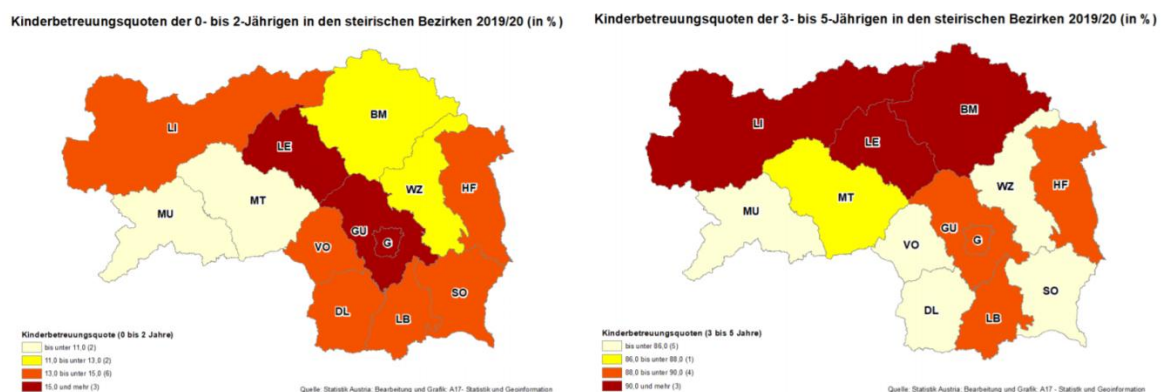 Kinderbetreuungsquoten der 0- bis 2-Jährigen in den steirischen Bezirken 2019/20 (in %)
LI
BM
LE
WZ
HF
MT
MU
GU
G
VO
SO
DL
LB
Kinderbetreuungsquote (0 bis 2 Jahre)
bis unter 11,0 (2)
11,0 bis unter 13,0 (2)
13,0 bis unter 15,0 (6)
15,0 und mehr (3)
Quelle: Statistik Austria; Bearbeitung und Grafik: A17- Statistik und Geoinformation
Kinderbetreuungsquoten der 3- bis 5-Jährigen in den steirischen Bezirken 2019/20 (in %)
BM
LI
LE
WZ
HF
MT
MU
GU
G
VO
SO
DL
LB
Kinderbetreuungsquoten (3 bis 5 Jahre)
bis unter 86,0 (5)
86,0 bis unter 88,0 (1)
88,0 bis unter 90,0 (4)
90,0 und mehr (3)
Quelle: Statistik Austria; Bearbeitung und Grafik: A17 - Statistik und Geoinformation